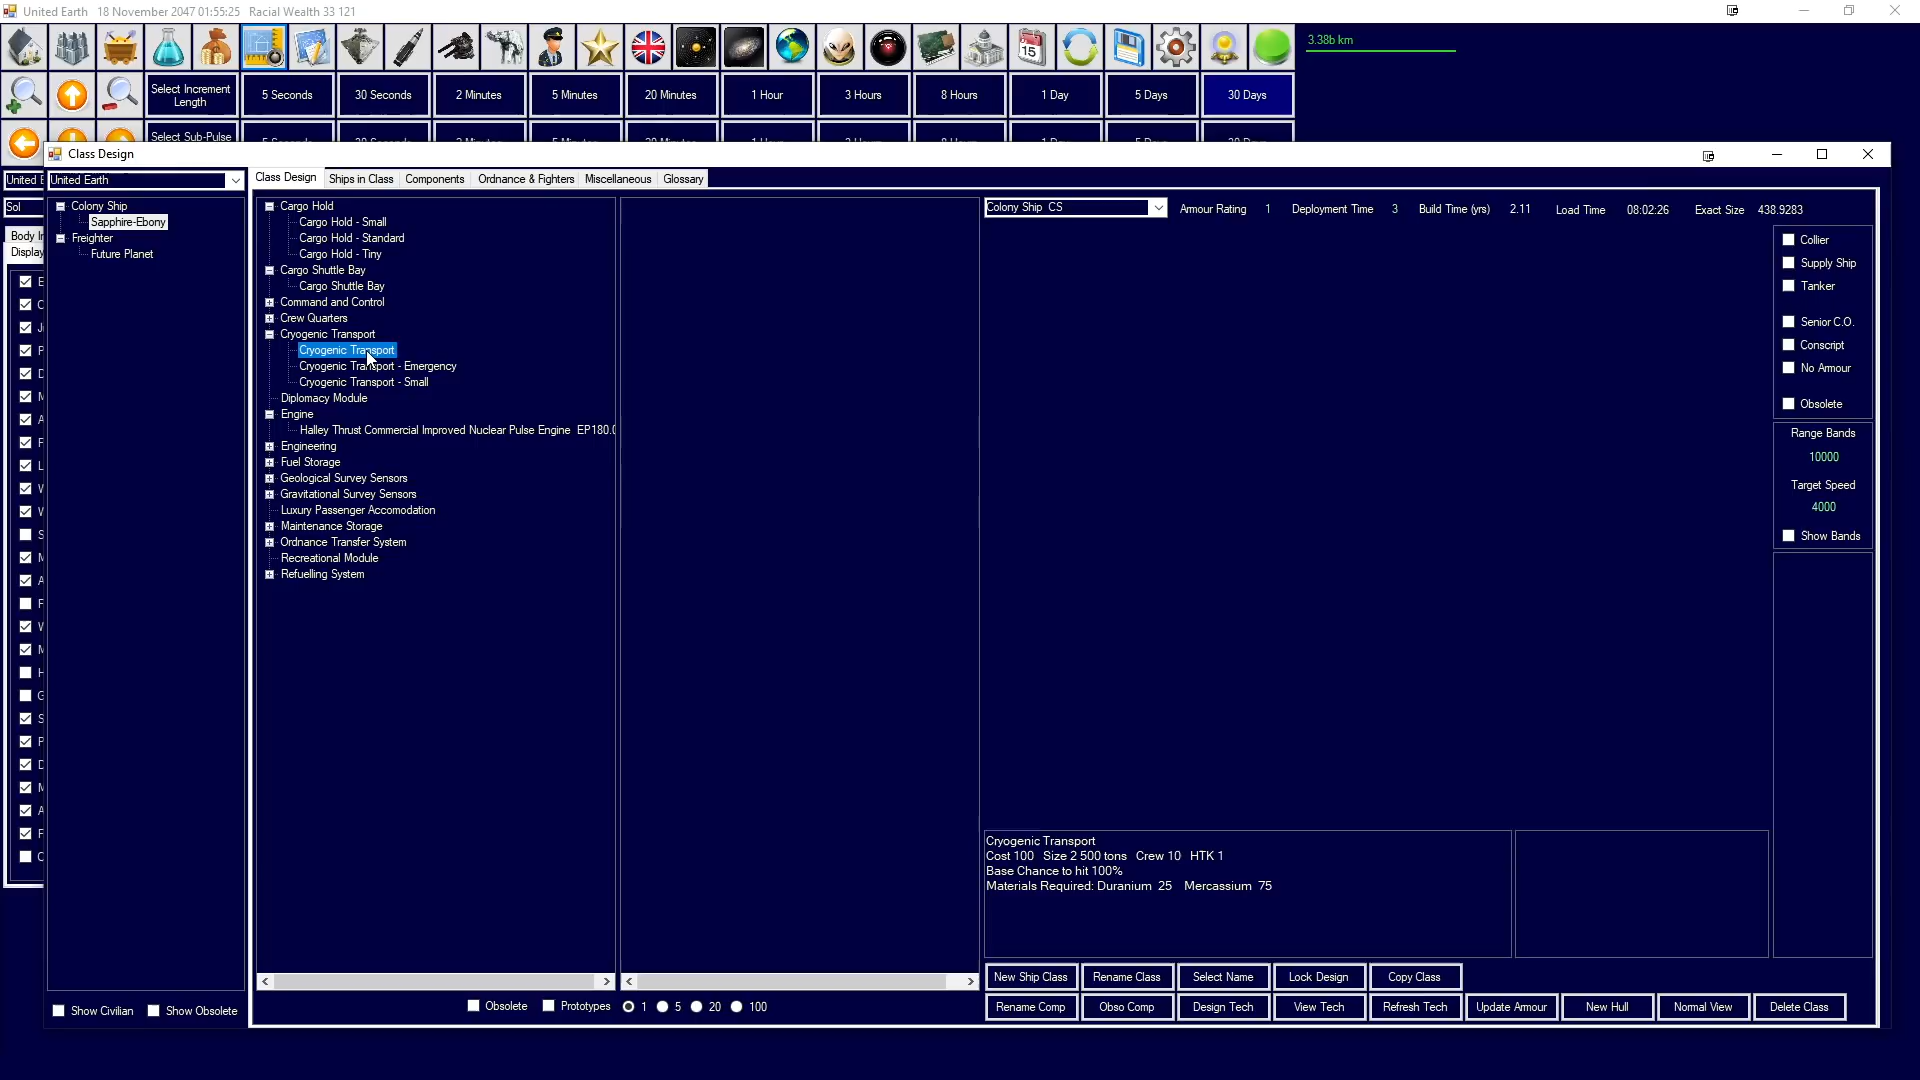 United Earth 18 November 2047 01:55:25 Racial Wealth 33 121
3.38b km
Select Increment Length
5 Seconds
30 Seconds
2 Minutes
5 Minutes
20 Minutes
1 Hour
3 Hours
8 Hours
1 Day
5 Days
30 Days
Select Sub-Pulse
Class Design
United E
Sol
Body In
Display
United Earth
Colony Ship
Sapphire-Ebony
Freighter
Future Planet
Show Civilian
Show Obsolete
Class Design
Ships in Class
Components
Ordnance & Fighters
Miscellaneous
Glossary
Cargo Hold
Cargo Hold - Small
Cargo Hold - Standard
Cargo Hold - Tiny
Cargo Shuttle Bay
Cargo Shuttle Bay
Command and Control
Crew Quarters
Cryogenic Transport
Cryogenic Transport
Cryogenic Transport - Emergency
Cryogenic Transport - Small
Diplomacy Module
Engine
Halley Thrust Commercial Improved Nuclear Pulse Engine EP180.0
Engineering
Fuel Storage
Geological Survey Sensors
Gravitational Survey Sensors
Luxury Passenger Accomodation
Maintenance Storage
Ordnance Transfer System
Recreational Module
Refuelling System
Obsolete
Prototypes
1
5
20
100
Colony Ship CS
Armour Rating 1
Deployment Time 3
Build Time (yrs) 2.11
Load Time 08:02:26
Exact Size 438.9283
Collier
Supply Ship
Tanker
Senior C.O.
Conscript
No Armour
Obsolete
Range Bands
10000
Target Speed
4000
Show Bands
Cryogenic Transport
Cost 100 Size 2 500 tons Crew 10 HTK 1
Base Chance to hit 100%
Materials Required: Duranium 25 Mercassium 75
New Ship Class
Rename Class
Select Name
Lock Design
Copy Class
Rename Comp
Obso Comp
Design Tech
View Tech
Refresh Tech
Update Armour
New Hull
Normal View
Delete Class